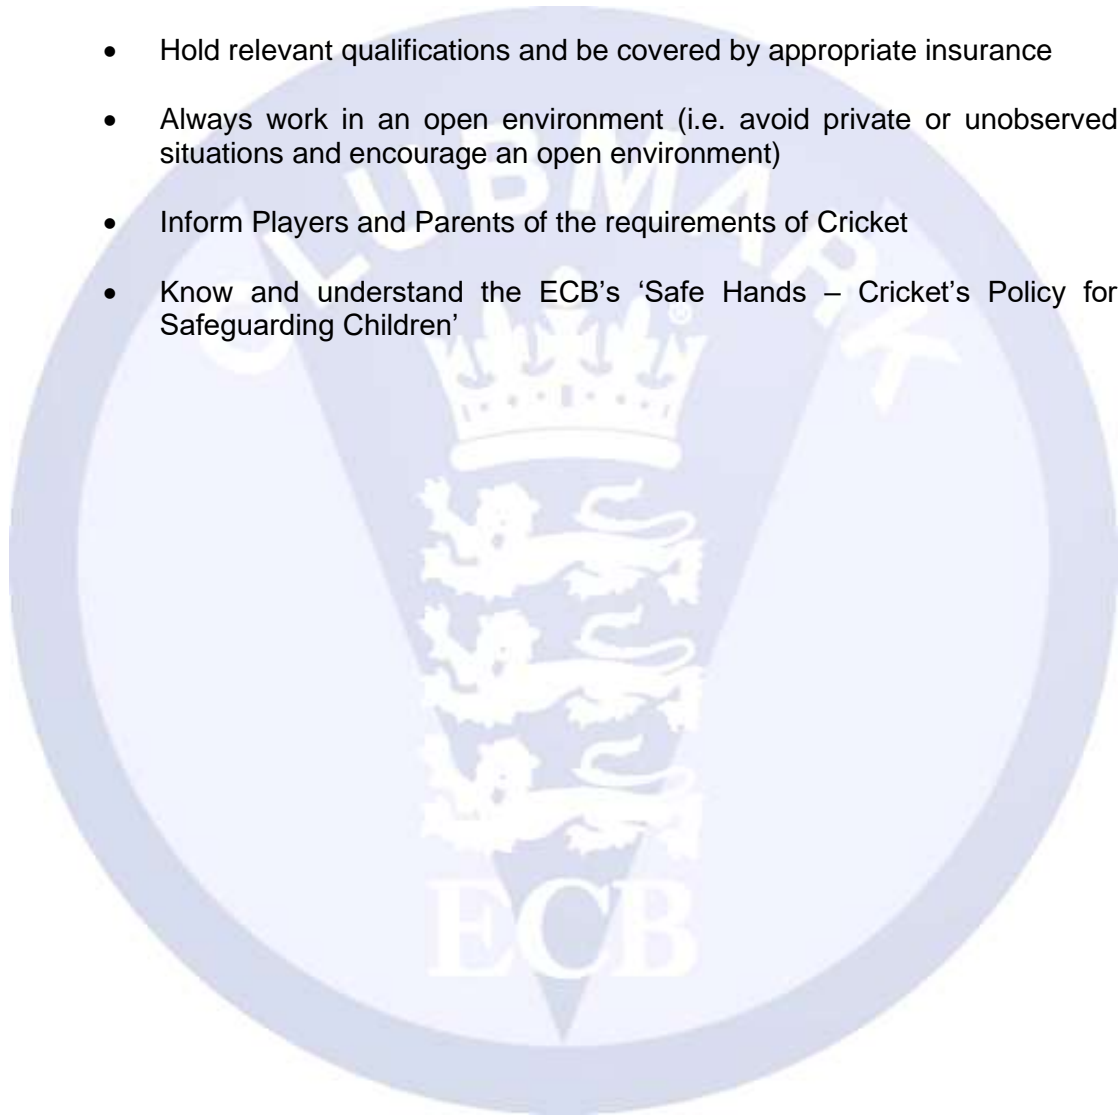 • Hold relevant qualifications and be covered by appropriate insurance
• Always work in an open environment (i.e. avoid private or unobserved
situations and encourage an open environment)
• Inform Players and Parents of the requirements of Cricket
• Know and understand the ECB's ‘Safe Hands – Cricket's Policy for
Safeguarding Children’
CLUBMARK
®
ECB